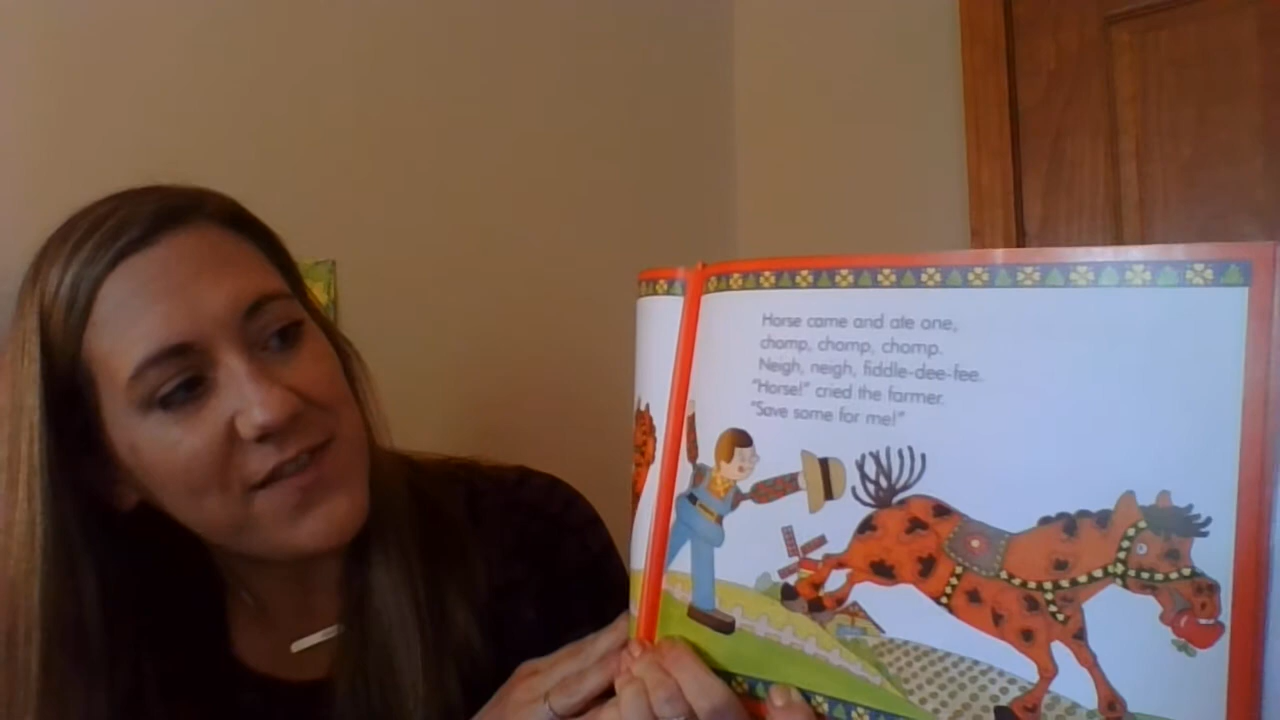 Horse came and ate one,
chomp, chomp, chomp.
Neigh, neigh, fiddle-dee-fee.
"Horse!" cried the farmer.
"Save some for me!"